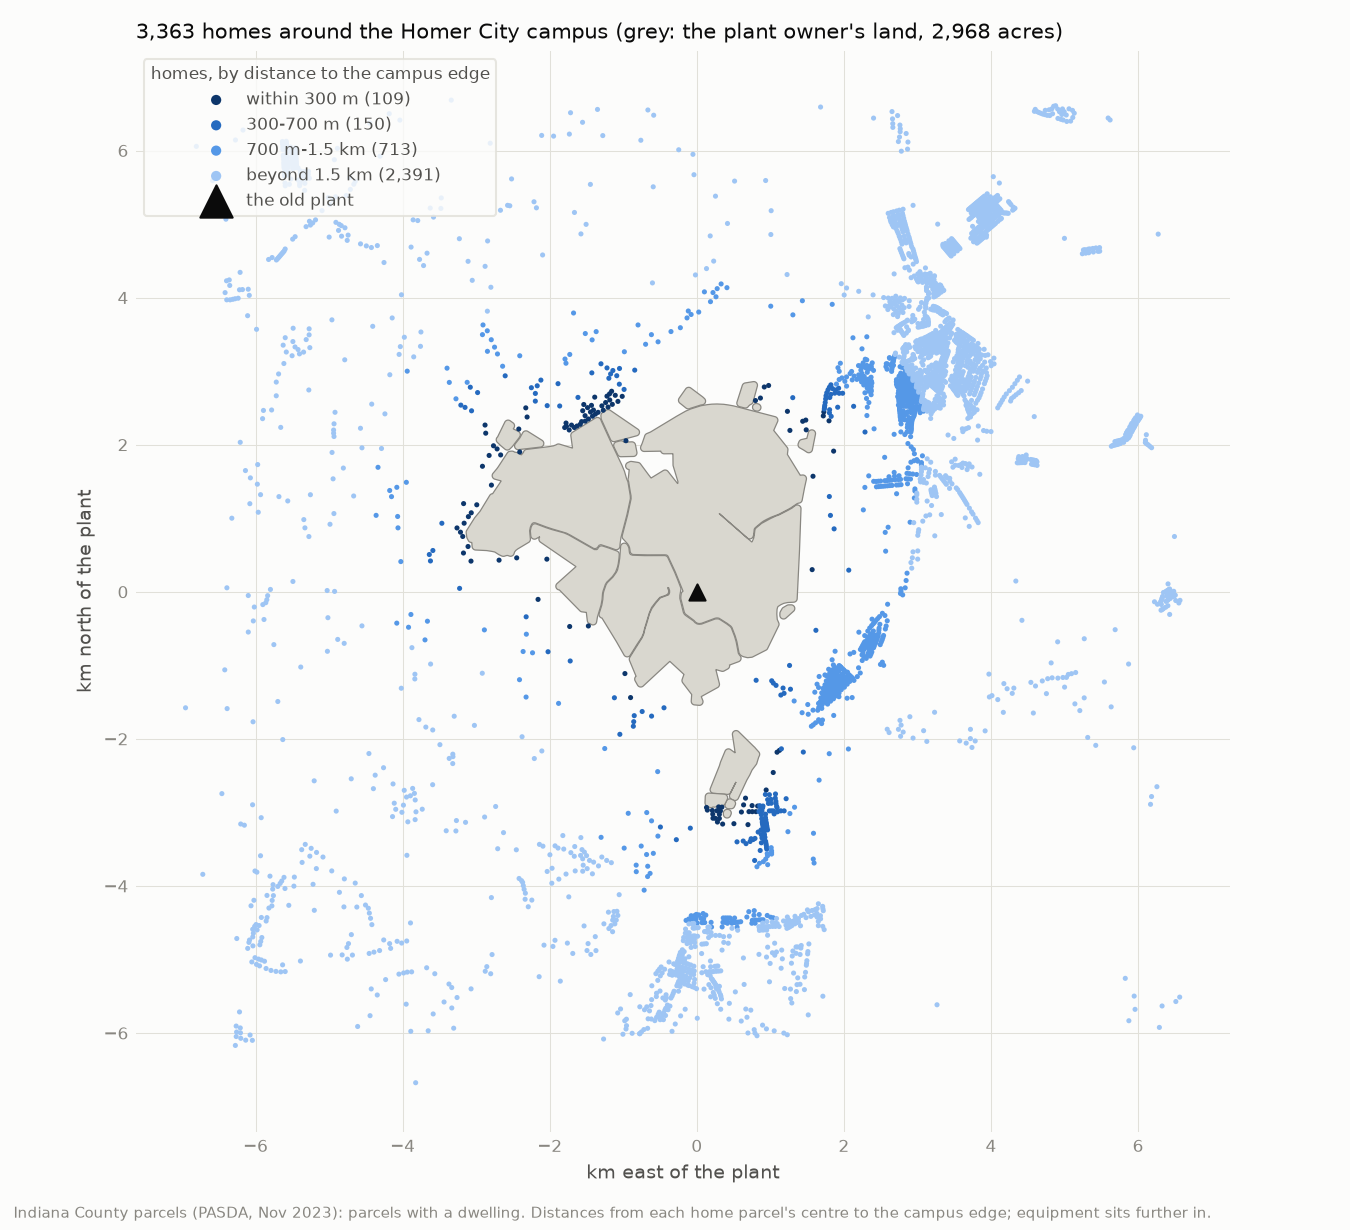 3,363 homes around the Homer City campus (grey: the plant owner's land, 2,968 acres)
homes, by distance to the campus edge
within 300 m (109)
300-700 m (150)
700 m-1.5 km (713)
beyond 1.5 km (2,391)
the old plant
6
4
2
0
−2
−4
−6
km north of the plant
−6
−4
−2
0
2
4
6
km east of the plant
Indiana County parcels (PASDA, Nov 2023): parcels with a dwelling. Distances from each home parcel's centre to the campus edge; equipment sits further in.